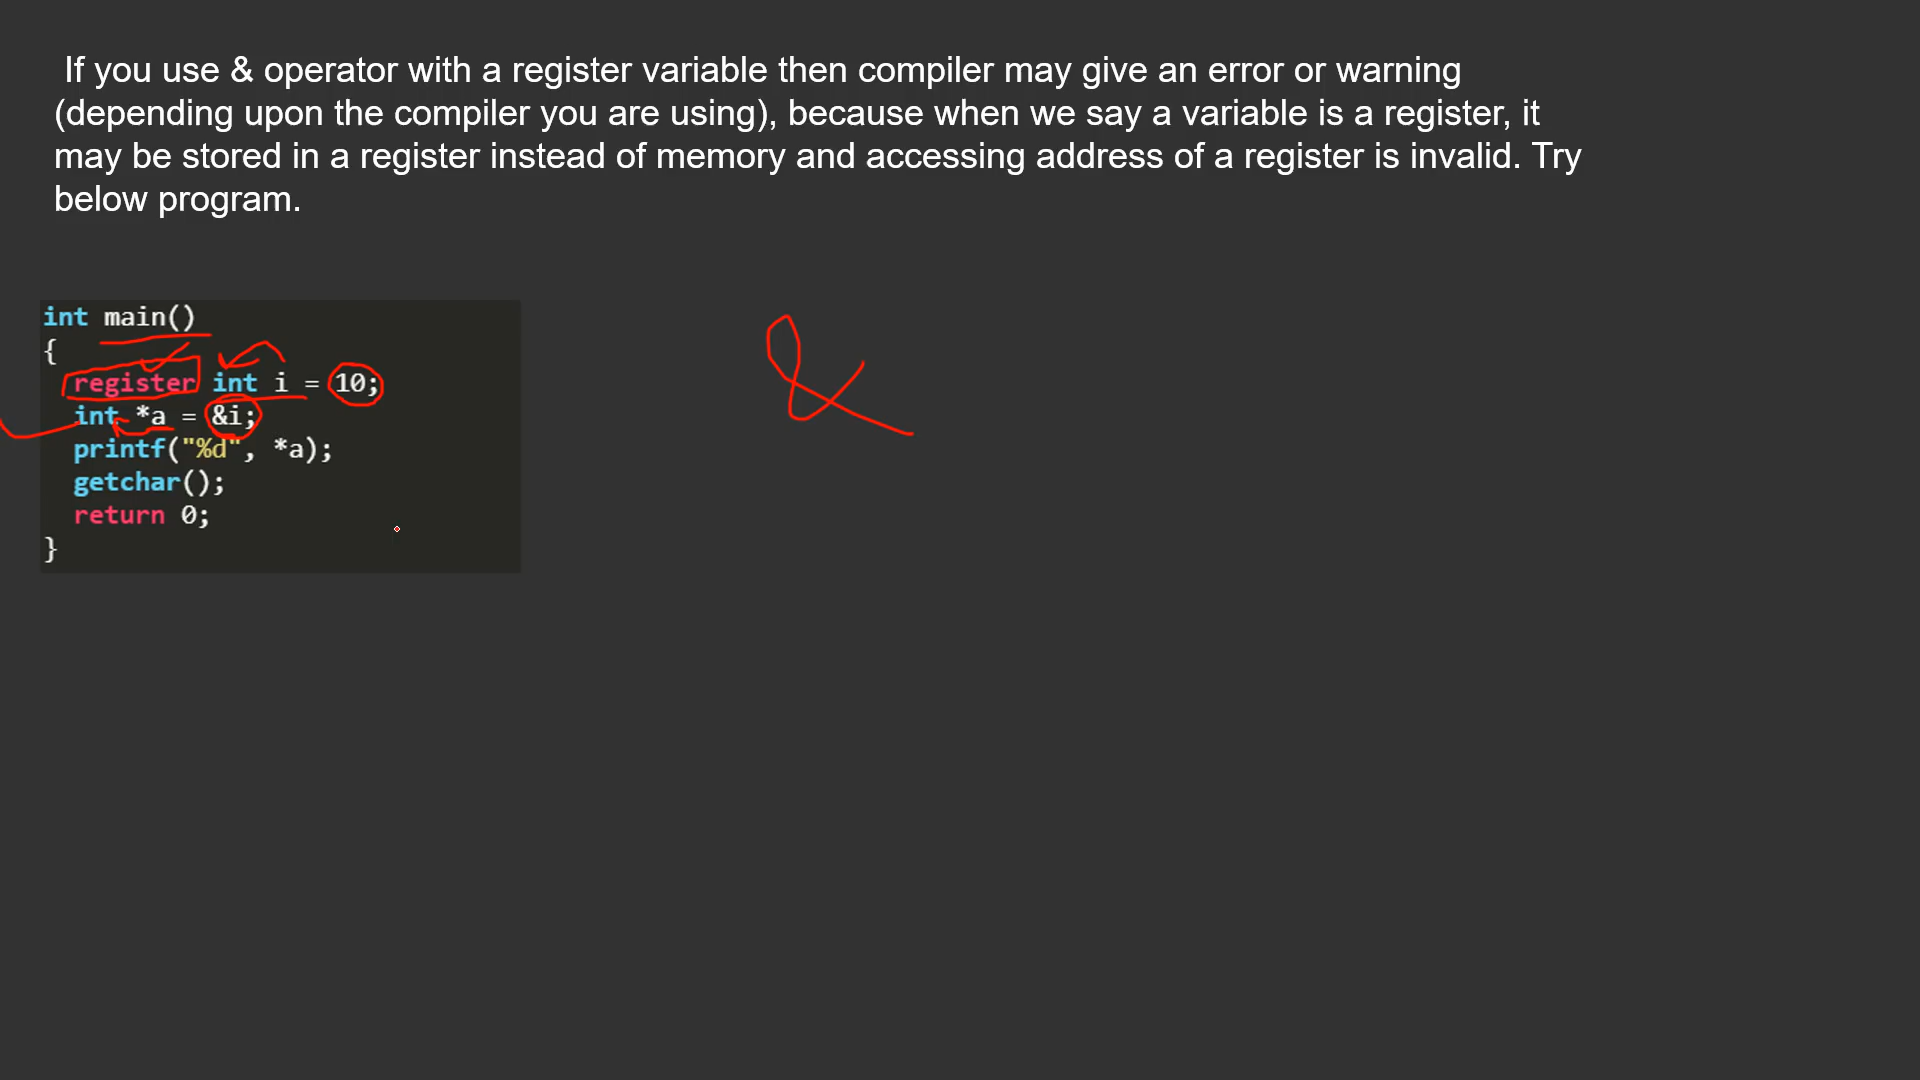 If you use & operator with a register variable then compiler may give an error or warning
(depending upon the compiler you are using), because when we say a variable is a register, it
may be stored in a register instead of memory and accessing address of a register is invalid. Try
below program.
int main()
{
register int i = 10;
int *a = &i;
printf("%d", *a);
getchar();
return 0;
}
&